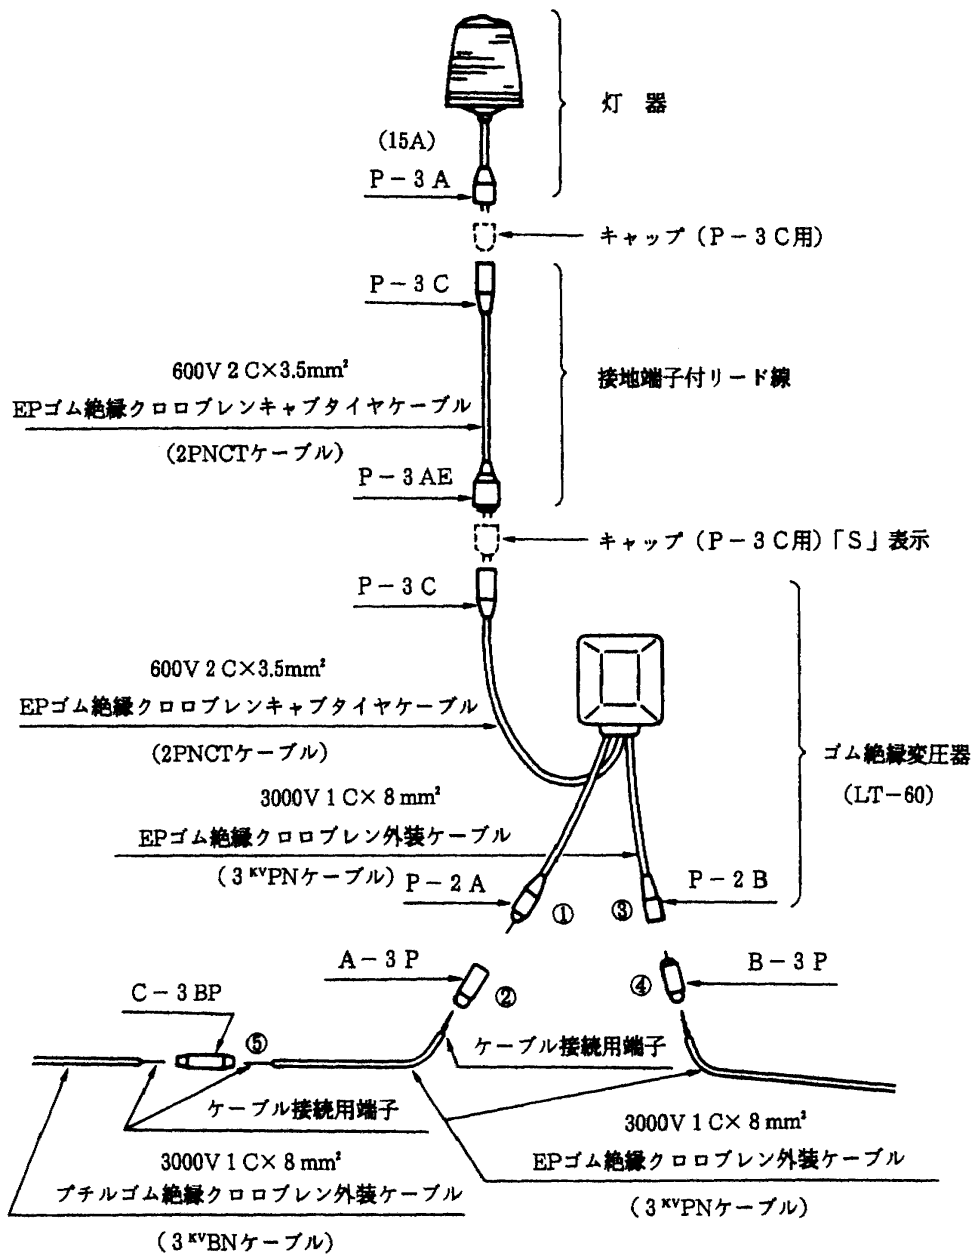 灯 器
(15A)
P-3A
キャップ(P-3C用)
P-3C
接地端子付リード線
600V 2C×3.5mm²
EPゴム絶縁クロロプレンキャブタイヤケーブル
(2PNCTケーブル)
P-3AE
キャップ(P-3C用)「S」表示
P-3C
600V 2C×3.5mm²
EPゴム絶縁クロロプレンキャブタイヤケーブル
(2PNCTケーブル)
ゴム絶縁変圧器
(LT-60)
3000V 1C×8mm²
EPゴム絶縁クロロプレン外装ケーブル
(3KVPNケーブル)
P-2A
①
③
P-2B
A-3P
②
④
B-3P
C-3BP
⑤
ケーブル接続用端子
ケーブル接続用端子
3000V 1C×8mm²
ブチルゴム絶縁クロロプレン外装ケーブル
(3KVBNケーブル)
3000V 1C×8mm²
EPゴム絶縁クロロプレン外装ケーブル
(3KVPNケーブル)